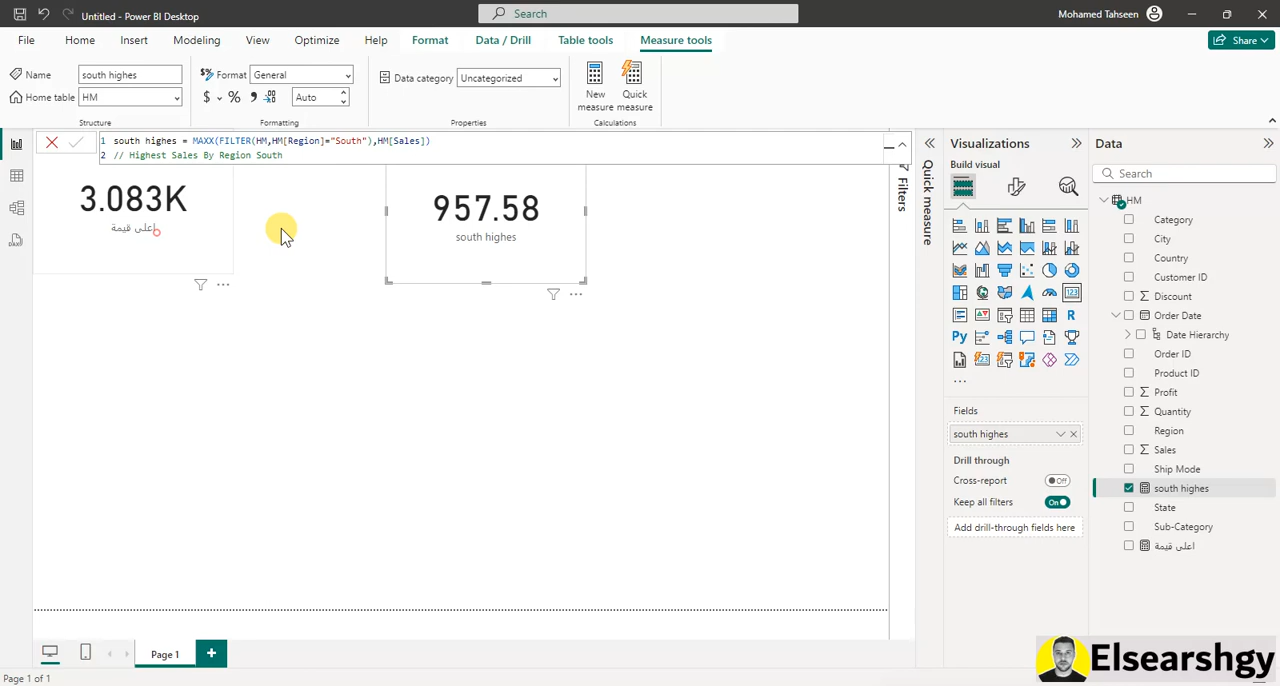 Untitled - Power BI Desktop
Search
Mohamed Tahseen
File Home Insert Modeling View Optimize Help Format Data / Drill Table tools Measure tools
Share
Name south highes
Home table HM
Structure
Format General
$ % Auto
Formatting
Data category Uncategorized
Properties
New measure
Quick measure
Calculations
1 south highes = MAXX(FILTER(HM,HM[Region]="South"),HM[Sales])
2 // Highest Sales By Region South
3.083K
اعلى قيمة
957.58
south highes
Filters
Quick measure
Visualizations
Build visual
R
Py
123
...
Fields
south highes
Drill through
Cross-report Off
Keep all filters On
Add drill-through fields here
Data
Search
HM
Category
City
Country
Customer ID
Discount
Order Date
Date Hierarchy
Order ID
Product ID
Profit
Quantity
Region
Sales
Ship Mode
south highes
State
Sub-Category
اعلى قيمة
Page 1
Page 1 of 1
Elsearshgy